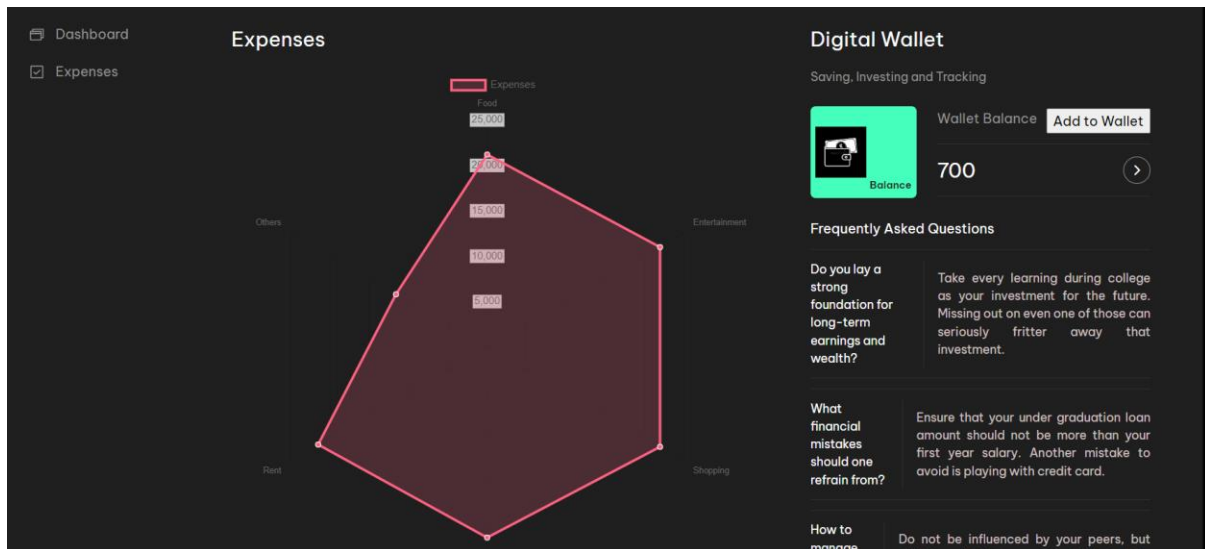 Dashboard
Expenses
Expenses
Expenses
Food
25,000
20,000
15,000
10,000
5,000
Others
Entertainment
Rent
Shopping
Digital Wallet
Saving, Investing and Tracking
Balance
Wallet Balance
Add to Wallet
700
Frequently Asked Questions
Do you lay a
strong
foundation for
long-term
earnings and
wealth?
Take every learning during college
as your investment for the future.
Missing out on even one of those can
seriously fritter away that
investment.
What
financial
mistakes
should one
refrain from?
Ensure that your under graduation loan
amount should not be more than your
first year salary. Another mistake to
avoid is playing with credit card.
How to
manage
Do not be influenced by your peers, but